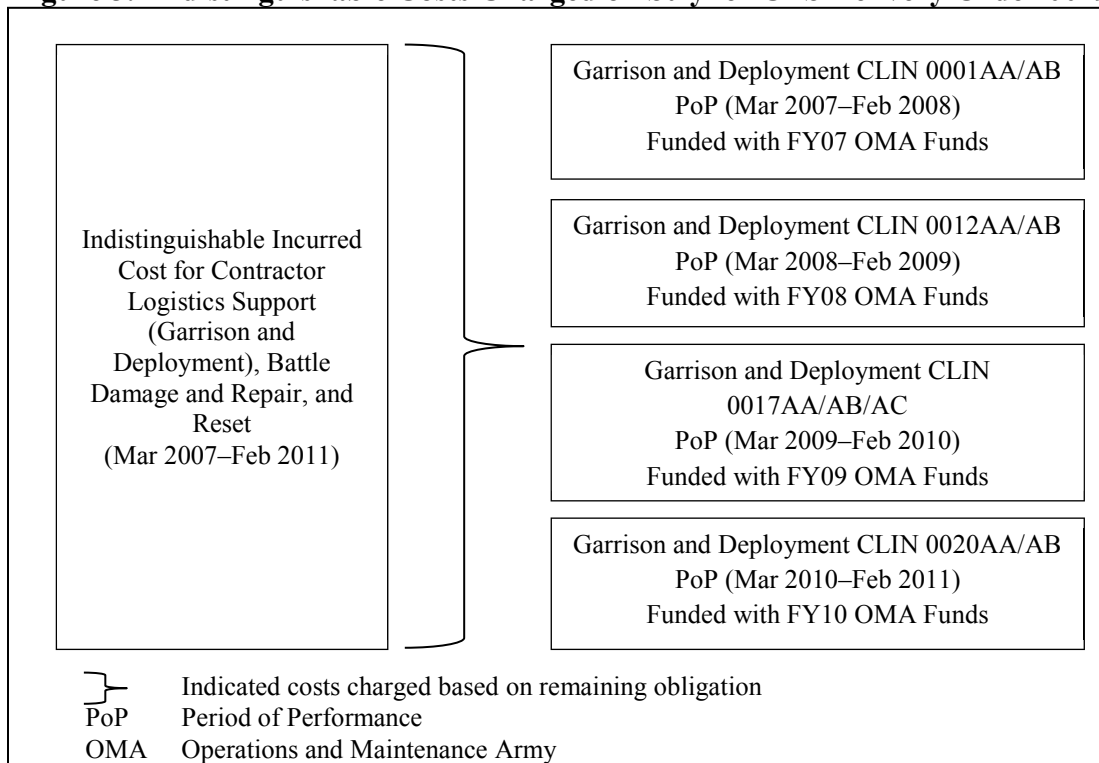 Indistinguishable Incurred
Cost for Contractor
Logistics Support
(Garrison and
Deployment), Battle
Damage and Repair, and
Reset
(Mar 2007–Feb 2011)
Garrison and Deployment CLIN 0001AA/AB
PoP (Mar 2007–Feb 2008)
Funded with FY07 OMA Funds
Garrison and Deployment CLIN 0012AA/AB
PoP (Mar 2008–Feb 2009)
Funded with FY08 OMA Funds
Garrison and Deployment CLIN
0017AA/AB/AC
PoP (Mar 2009–Feb 2010)
Funded with FY09 OMA Funds
Garrison and Deployment CLIN 0020AA/AB
PoP (Mar 2010–Feb 2011)
Funded with FY10 OMA Funds
Indicated costs charged based on remaining obligation
PoP Period of Performance
OMA Operations and Maintenance Army